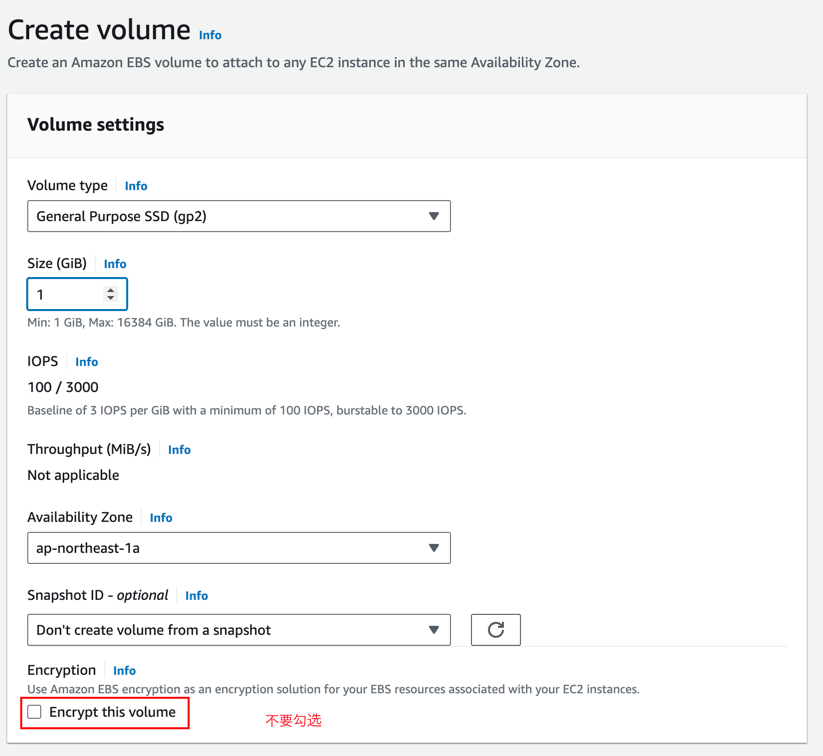 Create volume Info
Create an Amazon EBS volume to attach to any EC2 instance in the same Availability Zone.
Volume settings
Volume type Info
General Purpose SSD (gp2)
Size (GiB) Info
1
Min: 1 GiB, Max: 16384 GiB. The value must be an integer.
IOPS Info
100 / 3000
Baseline of 3 IOPS per GiB with a minimum of 100 IOPS, burstable to 3000 IOPS.
Throughput (MiB/s) Info
Not applicable
Availability Zone Info
ap-northeast-1a
Snapshot ID - optional Info
Don't create volume from a snapshot
Encryption Info
Use Amazon EBS encryption as an encryption solution for your EBS resources associated with your EC2 instances.
Encrypt this volume 不要勾选